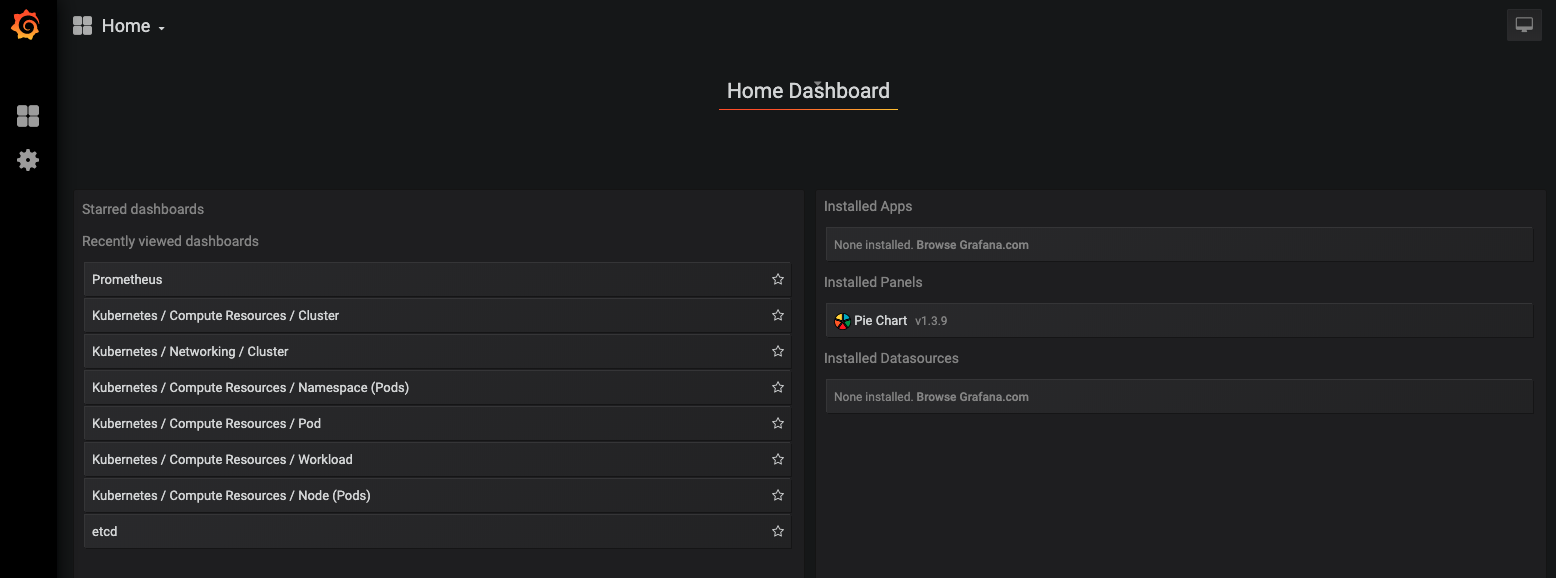 Home
Home Dashboard
Starred dashboards
Recently viewed dashboards
Prometheus
Kubernetes / Compute Resources / Cluster
Kubernetes / Networking / Cluster
Kubernetes / Compute Resources / Namespace (Pods)
Kubernetes / Compute Resources / Pod
Kubernetes / Compute Resources / Workload
Kubernetes / Compute Resources / Node (Pods)
etcd
Installed Apps
None installed. Browse Grafana.com
Installed Panels
Pie Chart v1.3.9
Installed Datasources
None installed. Browse Grafana.com